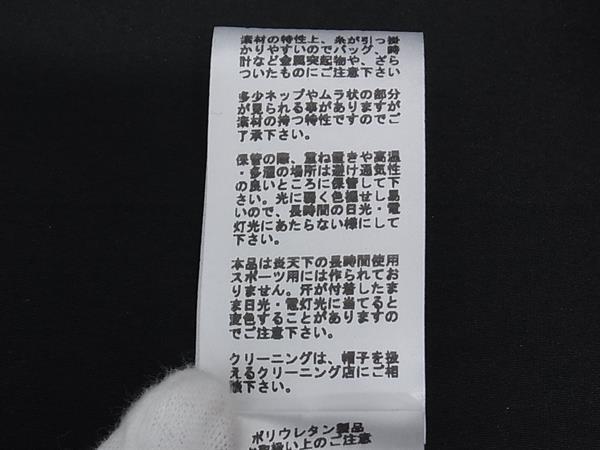 素材の特性上、糸が引っ掛
かりやすいのでバッグ、時
計など金属突起物や、ざら
ついたものにご注意下さい
多少ネップやムラ状の部分
が見られる事がありますが
素材の持つ特性ですのでご
了承下さい。
保管の際、重ね置きや高温
・多湿の場所は避け通気性
の良いところに保管して下
さい。光に弱く色褪せし易
いので、長時間の日光・電
灯光にあたらない様にして
下さい。
本品は炎天下の長時間使用
スポーツ用には作られてお
りません。汗が付着したま
ま日光・電灯光に当てると
変色することがありますの
でご注意下さい。
クリーニングは、帽子を扱
えるクリーニング店にご相
談下さい。
ポリウレタン製品
お取扱い上のご注意